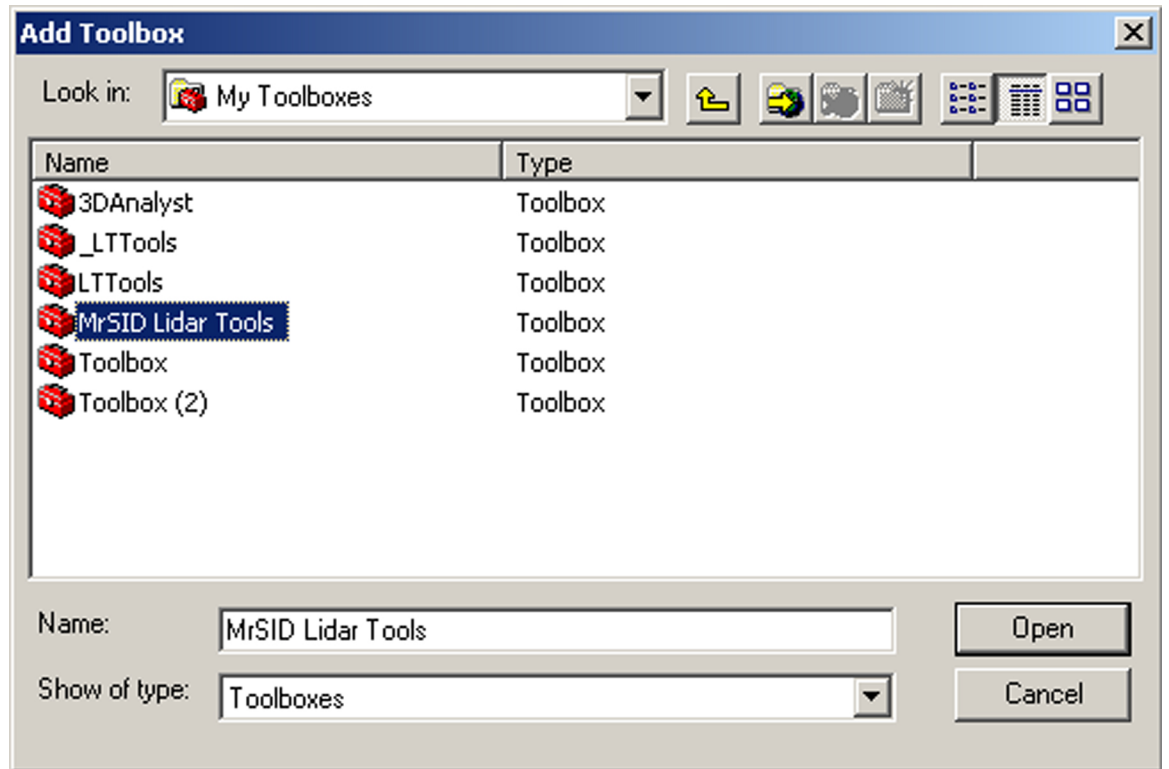 Add Toolbox
Look in: My Toolboxes
Name Type
3DAnalyst Toolbox
_LTTools Toolbox
LTTools Toolbox
MrSID Lidar Tools Toolbox
Toolbox Toolbox
Toolbox (2) Toolbox
Name: MrSID Lidar Tools Open
Show of type: Toolboxes Cancel